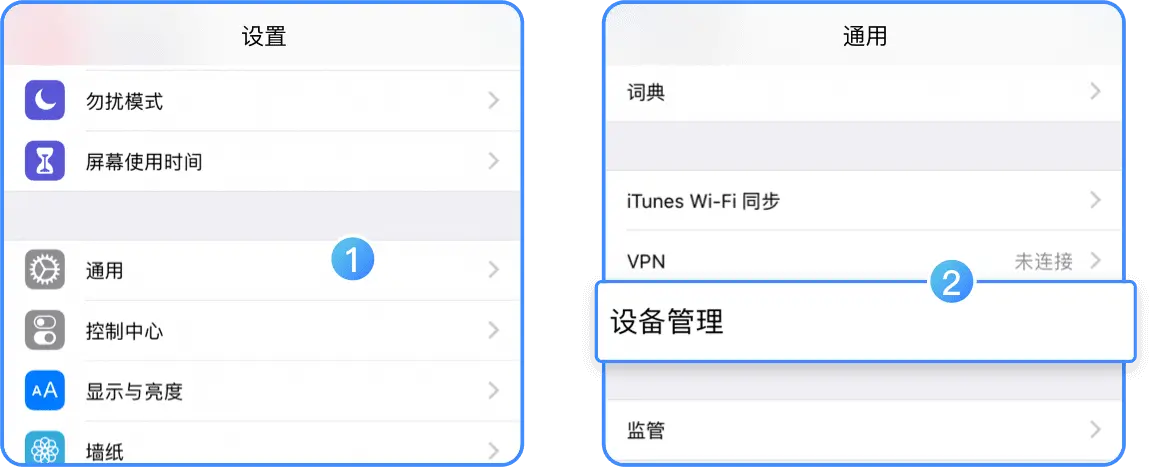 设置
勿扰模式
屏幕使用时间
通用
1
控制中心
AA
显示与亮度
墙纸
通用
词典
iTunes Wi-Fi 同步
VPN
未连接
2
设备管理
监管